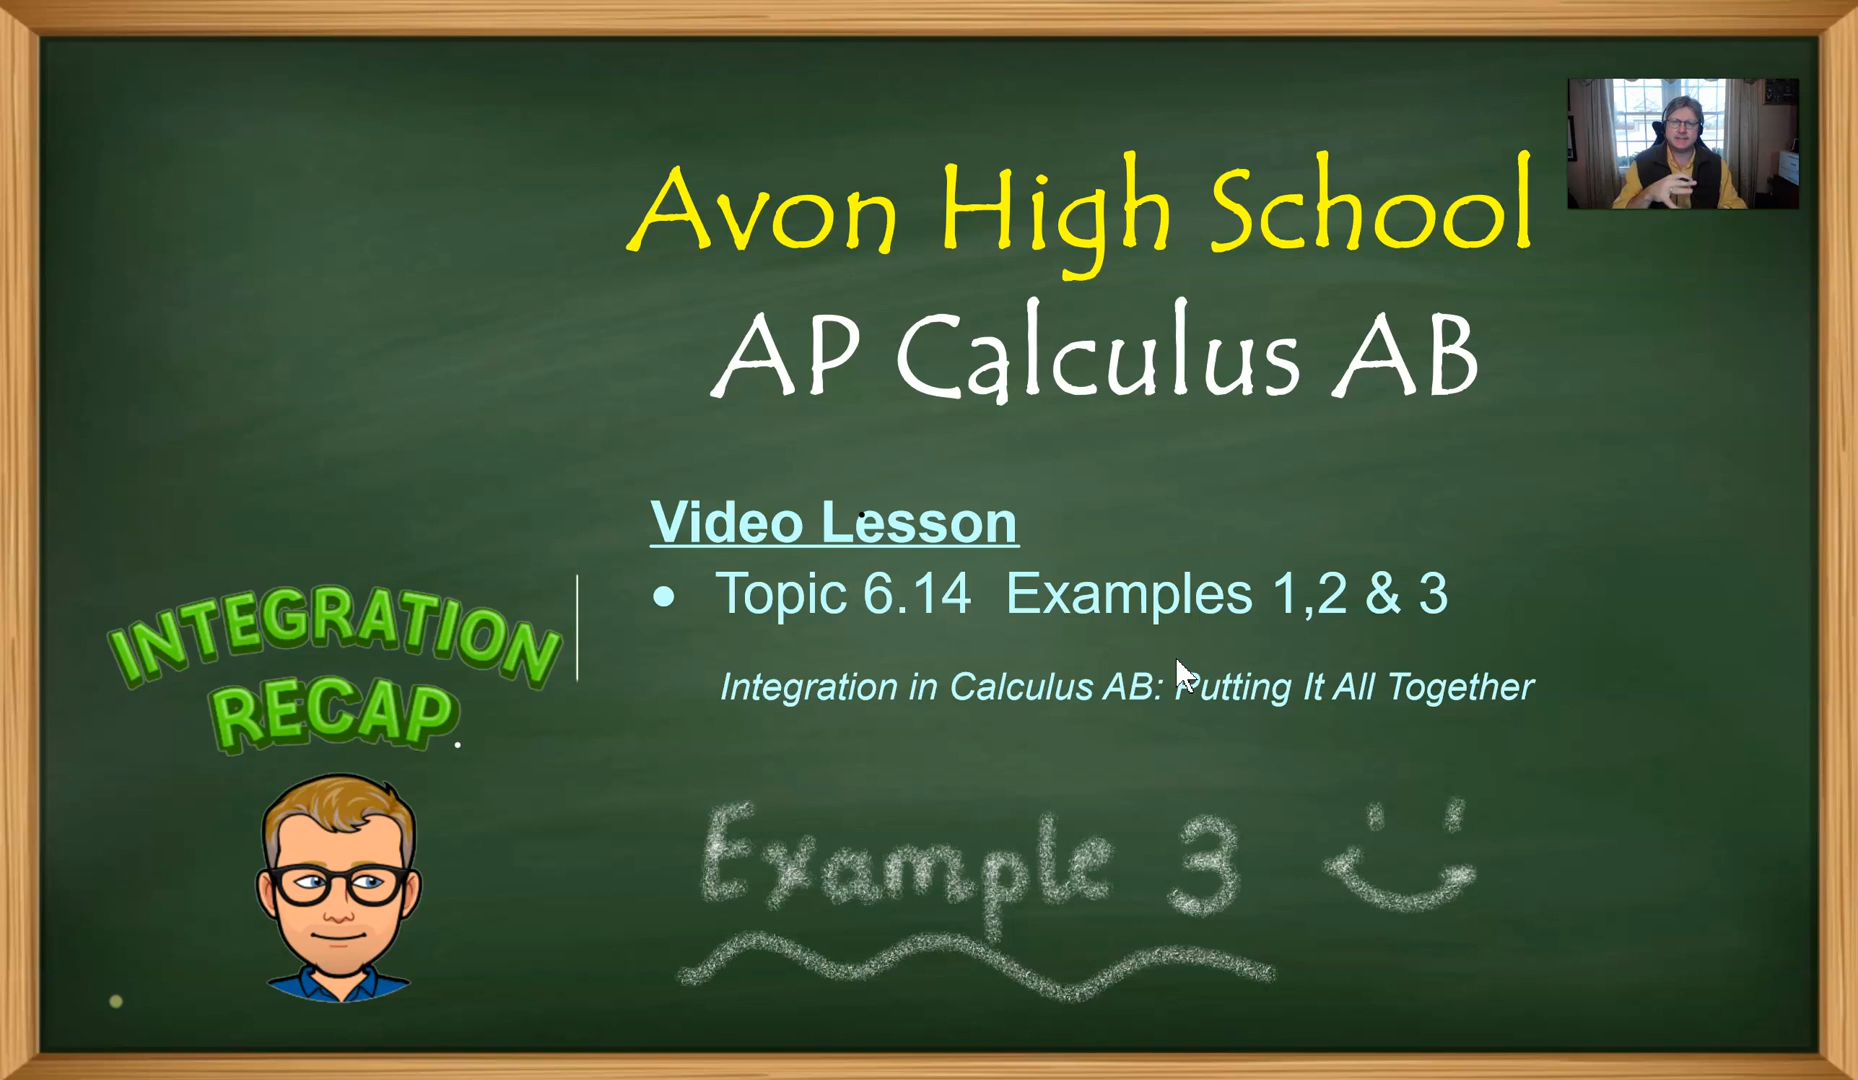 Avon High School
AP Calculus AB
Video Lesson
• Topic 6.14 Examples 1,2 & 3
Integration in Calculus AB: Putting It All Together
INTEGRATION
RECAP
Example 3